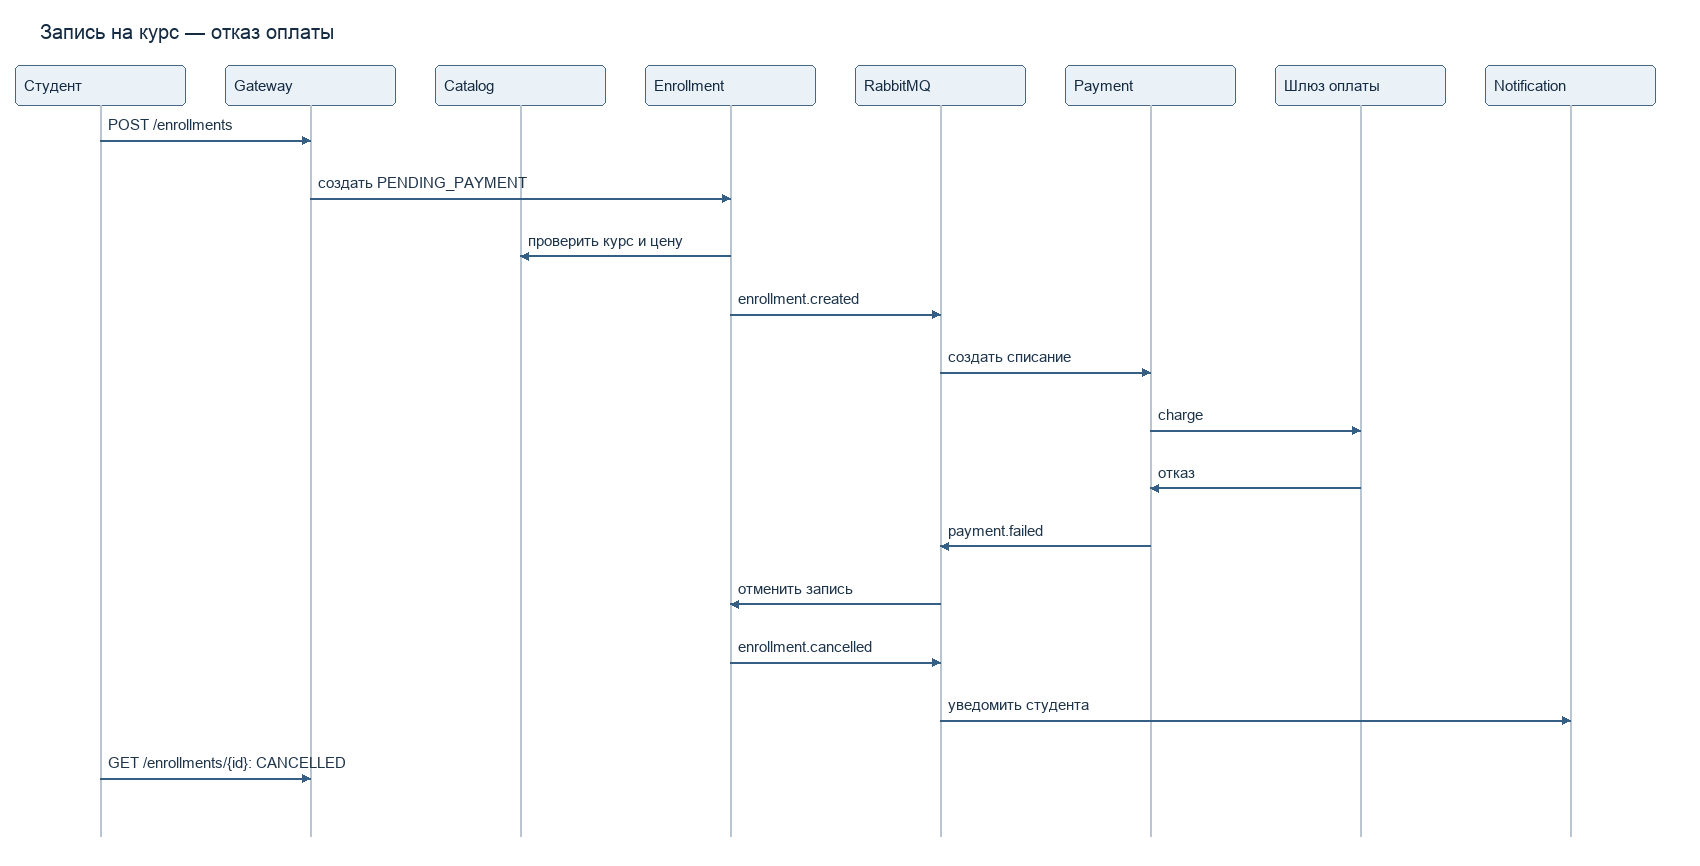 Запись на курс — отказ оплаты
Студент
Gateway
Catalog
Enrollment
RabbitMQ
Payment
Шлюз оплаты
Notification
POST /enrollments
создать PENDING_PAYMENT
проверить курс и цену
enrollment.created
создать списание
charge
отказ
payment.failed
отменить запись
enrollment.cancelled
уведомить студента
GET /enrollments/{id}: CANCELLED